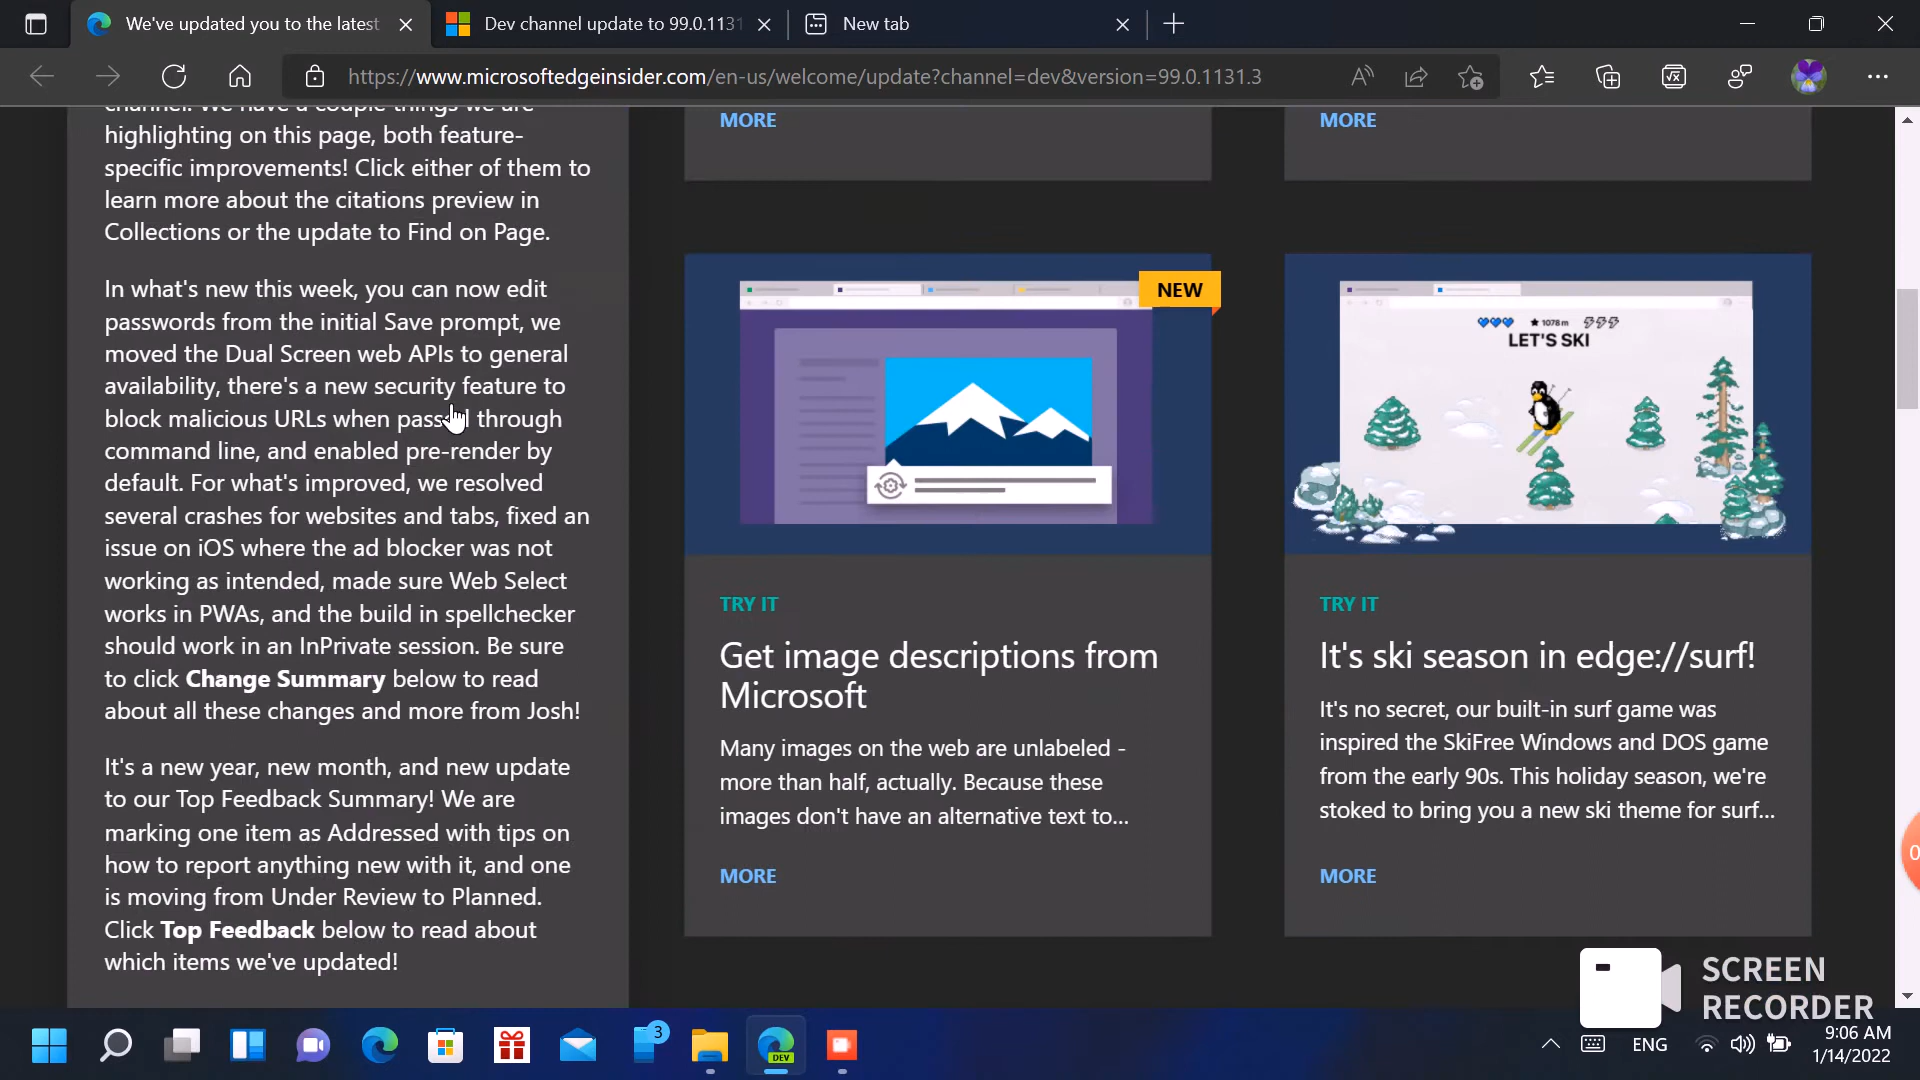 We've updated you to the latest
Dev channel update to 99.0.1131
New tab
https://www.microsoftedgeinsider.com/en-us/welcome/update?channel=dev&version=99.0.1131.3
channel. We have a couple things we are
highlighting on this page, both feature-
specific improvements! Click either of them to
learn more about the citations preview in
Collections or the update to Find on Page.
In what's new this week, you can now edit
passwords from the initial Save prompt, we
moved the Dual Screen web APIs to general
availability, there's a new security feature to
block malicious URLs when passed through
command line, and enabled pre-render by
default. For what's improved, we resolved
several crashes for websites and tabs, fixed an
issue on iOS where the ad blocker was not
working as intended, made sure Web Select
works in PWAs, and the build in spellchecker
should work in an InPrivate session. Be sure
to click Change Summary below to read
about all these changes and more from Josh!
It's a new year, new month, and new update
to our Top Feedback Summary! We are
marking one item as Addressed with tips on
how to report anything new with it, and one
is moving from Under Review to Planned.
Click Top Feedback below to read about
which items we've updated!
MORE
MORE
NEW
TRY IT
Get image descriptions from
Microsoft
Many images on the web are unlabeled -
more than half, actually. Because these
images don't have an alternative text to...
MORE
1078m
LET'S SKI
TRY IT
It's ski season in edge://surf!
It's no secret, our built-in surf game was
inspired the SkiFree Windows and DOS game
from the early 90s. This holiday season, we're
stoked to bring you a new ski theme for surf...
MORE
0
SCREEN
RECORDER
3
DEV
ENG
9:06 AM
1/14/2022